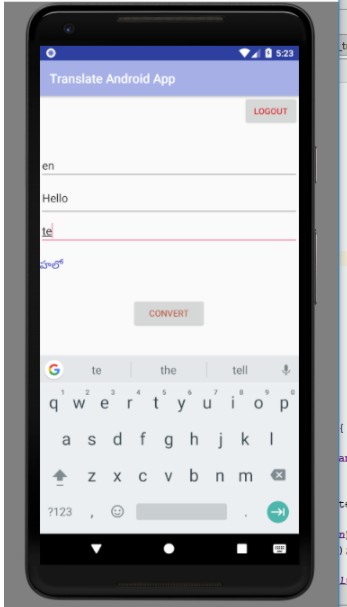 5:23
Translate Android App
LOGOUT
en
Hello
te
హలో
CONVERT
G te the tell
1 2 3 4 5 6 7 8 9 0
q w e r t y u i o p
a s d f g h j k l
z x c v b n m
?123 , .